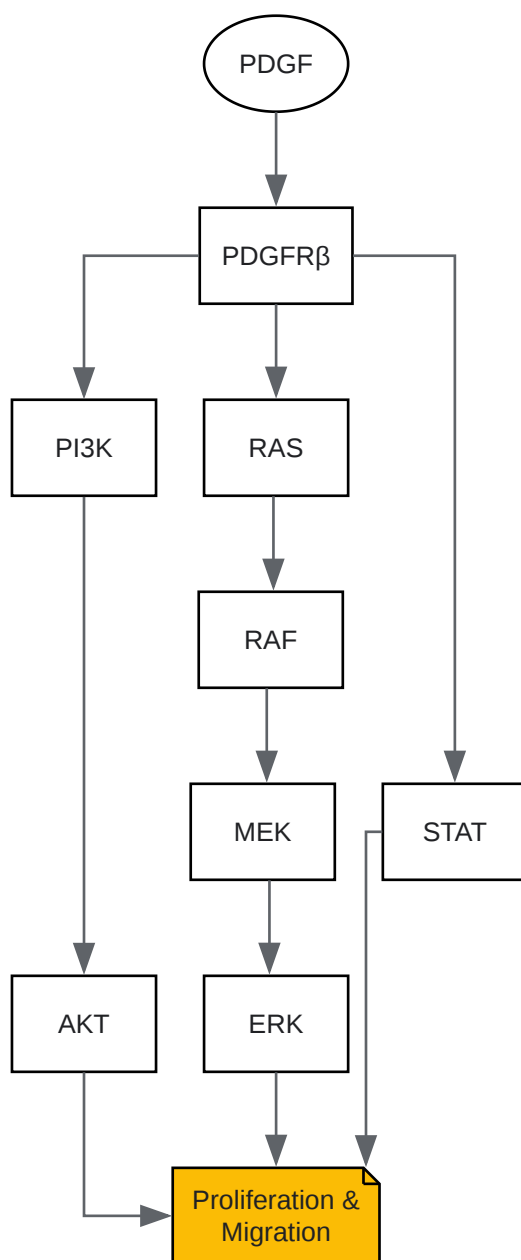 PDGF
PDGFRβ
PI3K
RAS
RAF
MEK
STAT
AKT
ERK
Proliferation &
Migration